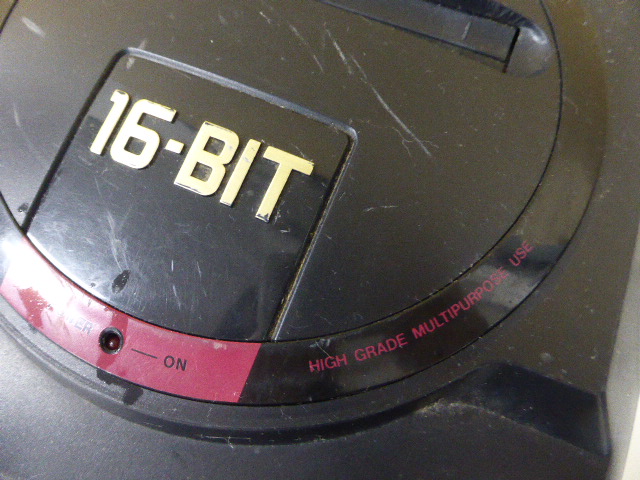 16-BIT
ON
HIGH GRADE MULTIPURPOSE USE